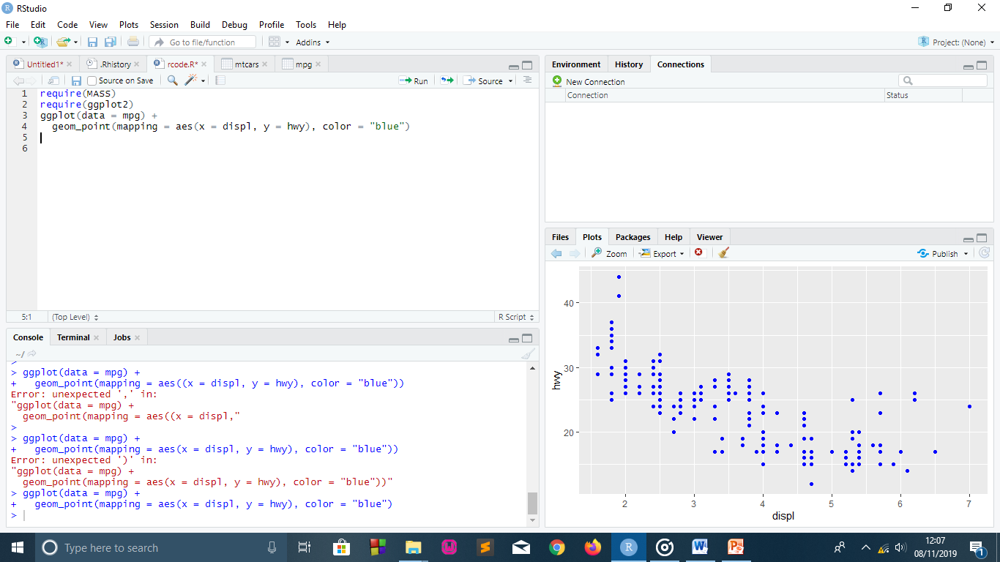 RStudio
File Edit Code View Plots Session Build Debug Profile Tools Help
Go to file/function Addins Project: (None)
Untitled1* .Rhistory rcode.R* mtcars mpg
Source on Save Run Source
1 require(MASS)
2 require(ggplot2)
3 ggplot(data = mpg) +
4 geom_point(mapping = aes(x = displ, y = hwy), color = "blue")
5
6
5:1 (Top Level) R Script
Console Terminal Jobs
~/
>
> ggplot(data = mpg) +
+ geom_point(mapping = aes((x = displ, y = hwy), color = "blue"))
Error: unexpected ',' in:
"ggplot(data = mpg) +
geom_point(mapping = aes((x = displ,"
>
> ggplot(data = mpg) +
+ geom_point(mapping = aes(x = displ, y = hwy), color = "blue"))
Error: unexpected ')' in:
"ggplot(data = mpg) +
geom_point(mapping = aes(x = displ, y = hwy), color = "blue"))"
> ggplot(data = mpg) +
+ geom_point(mapping = aes(x = displ, y = hwy), color = "blue")
>
Environment History Connections
New Connection
Connection Status
Files Plots Packages Help Viewer
Zoom Export Publish
hwy
40
30
20
2 3 4 5 6 7
displ
Type here to search
12:07
08/11/2019
1